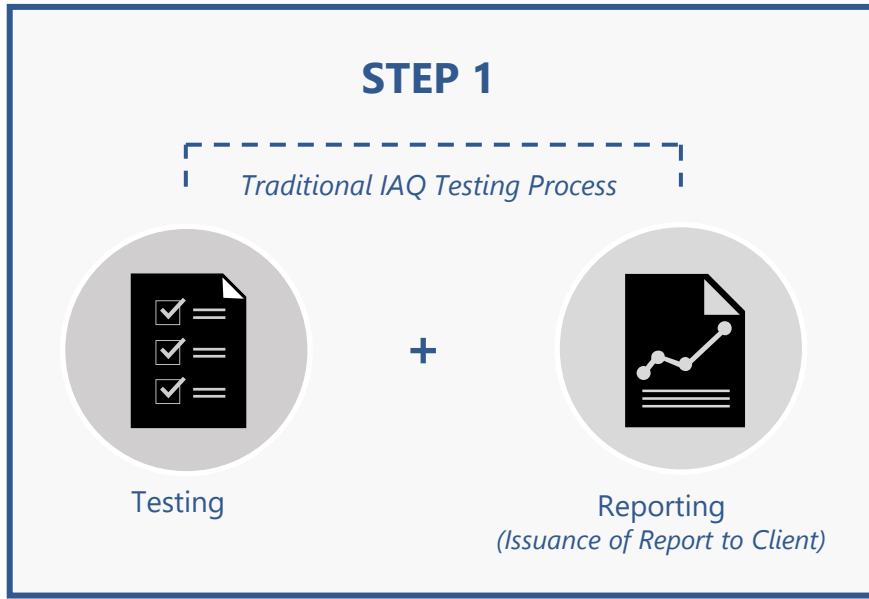 STEP 1
Traditional IAQ Testing Process
+
Testing
Reporting
(Issuance of Report to Client)